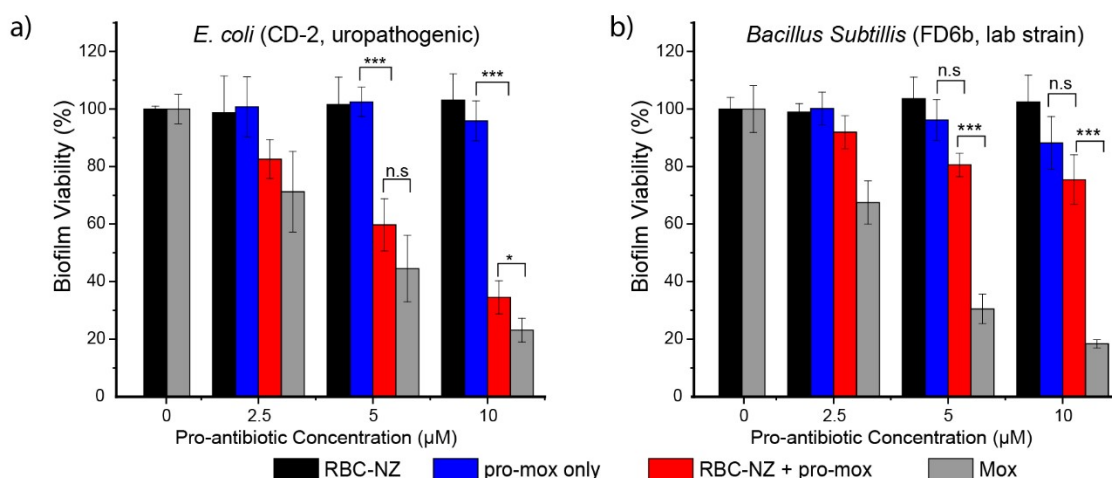 a)
E. coli (CD-2, uropathogenic)
120
100
80
60
40
20
0
Biofilm Viability (%)
***
***
n.s
*
0 2.5 5 10
Pro-antibiotic Concentration (µM)
b)
Bacillus Subtillis (FD6b, lab strain)
120
100
80
60
40
20
0
Biofilm Viability (%)
n.s
***
n.s
***
0 2.5 5 10
Pro-antibiotic Concentration (µM)
RBC-NZ pro-mox only RBC-NZ + pro-mox Mox